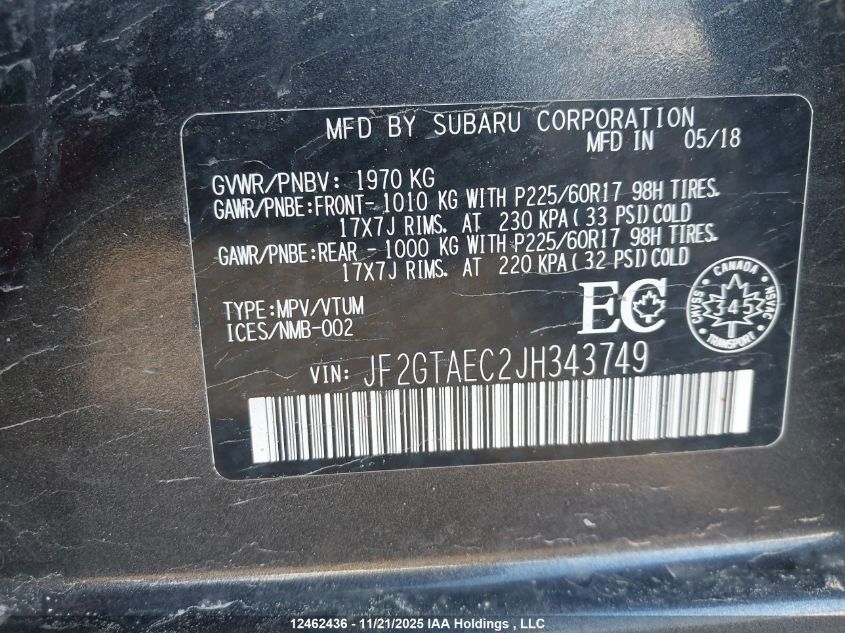 MFD BY SUBARU CORPORATION
MFD IN 05/18
GVWR/PNBV: 1970 KG
GAWR/PNBE:FRONT- 1010 KG WITH P225/60R17 98H TIRES.
17X7J RIMS. AT 230 KPA( 33 PSI)COLD
GAWR/PNBE:REAR - 1000 KG WITH P225/60R17 98H TIRES.
17X7J RIMS. AT 220 KPA( 32 PSI)COLD
TYPE:MPV/VTUM
ICES/NMB-002
EC
CANADA
CMVSS NSVAC
345
TRANSPORT
VIN: JF2GTAEC2JH343749
12462436 - 11/21/2025 IAA Holdings , LLC